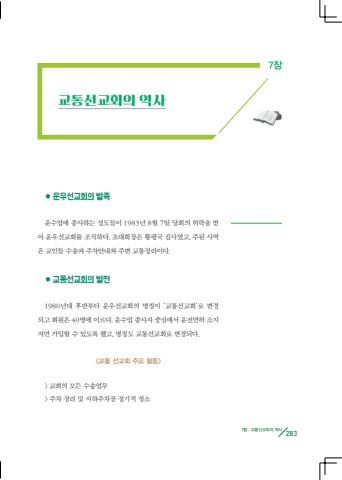 7장
교통선교회의 역사
● 운우선교회의 발족
운수업에 종사하는 성도들이 1983년 8월 7일 당회의 허락을 받
아 운우선교회를 조직하다. 초대회장은 황광국 집사였고, 주된 사역
은 교인들 수송과 주차안내와 주변 교통정리이다.
● 교통선교회의 발전
1980년대 후반부터 운우선교회의 명칭이 '교통선교회'로 변경
되고 회원은 40명에 이르다. 운수업 종사자 중심에서 운전면허 소지
자면 가입할 수 있도록 했고, 명칭도 교통선교회로 변경되다.
<교통 선교회 주요 활동>
> 교회의 모든 수송업무
> 주차 정리 및 지하주차장 정기적 청소
7장_ 교통선교회의 역사 283